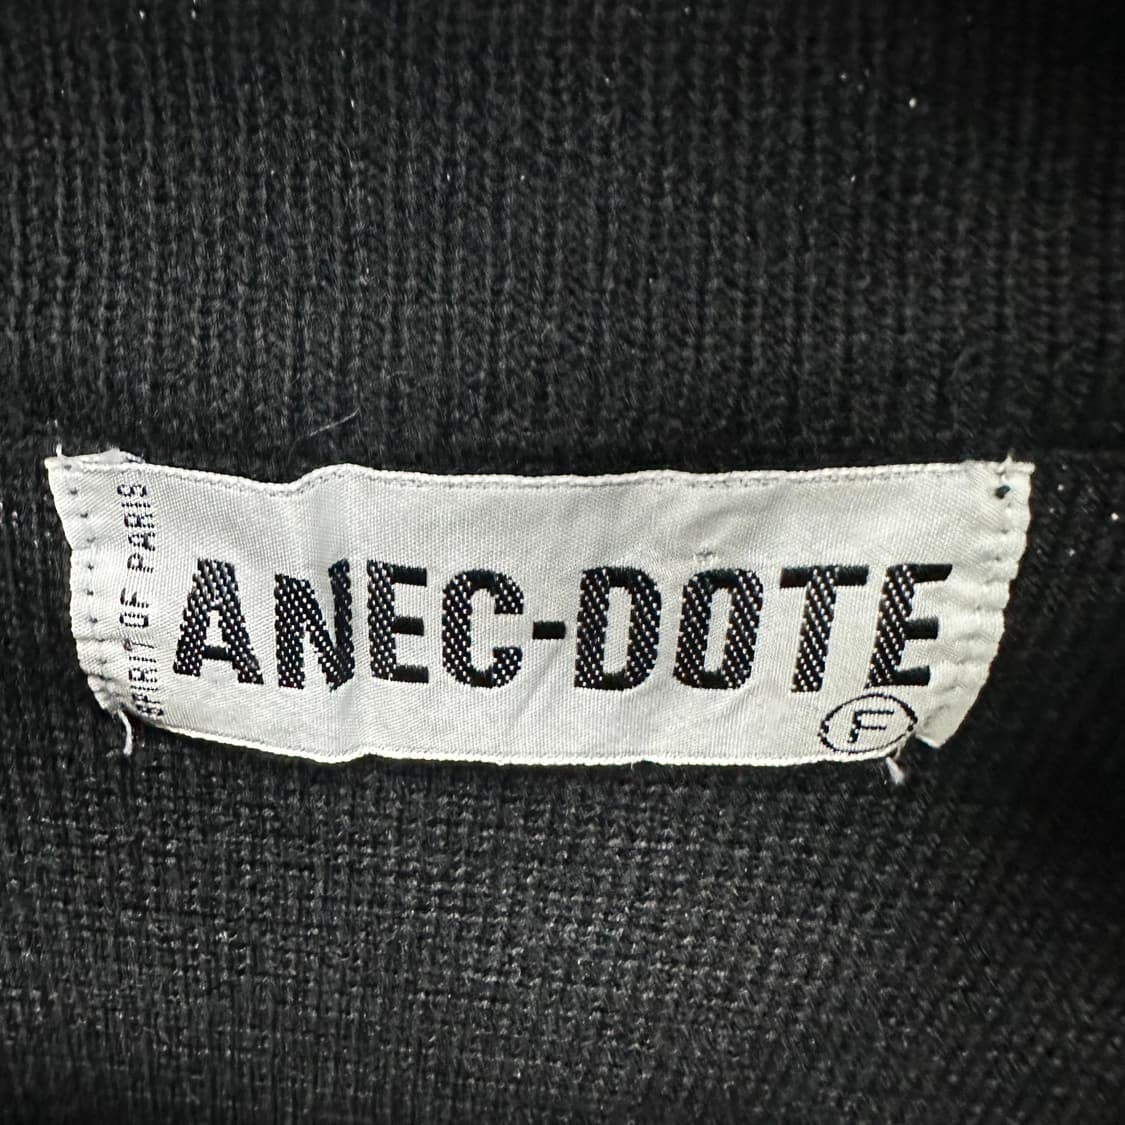 SPIRIT OF PARIS
ANEC-DOTE
F